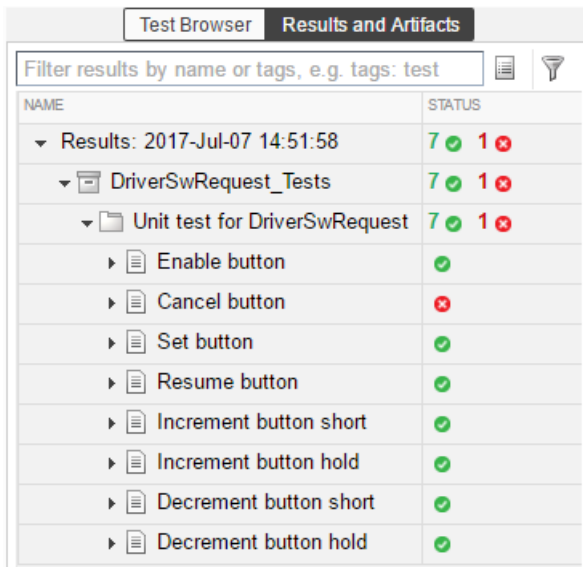 Test Browser Results and Artifacts
Filter results by name or tags, e.g. tags: test
NAME STATUS
Results: 2017-Jul-07 14:51:58 7 1
DriverSwRequest_Tests 7 1
Unit test for DriverSwRequest 7 1
Enable button
Cancel button
Set button
Resume button
Increment button short
Increment button hold
Decrement button short
Decrement button hold